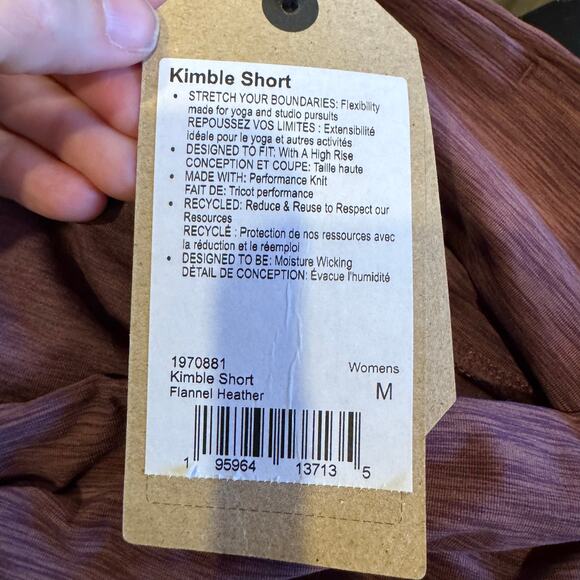 Kimble Short
• STRETCH YOUR BOUNDARIES: Flexibility
made for yoga and studio pursuits
REPOUSSEZ VOS LIMITES : Extensibilité
idéale pour le yoga et autres activités
• DESIGNED TO FIT: With A High Rise
CONCEPTION ET COUPE: Taille haute
• MADE WITH: Performance Knit
FAIT DE: Tricot performance
• RECYCLED: Reduce & Reuse to Respect our
Resources
RECYCLÉ : Protection de nos ressources avec
la réduction et le réemploi
• DESIGNED TO BE: Moisture Wicking
DÉTAIL DE CONCEPTION: Évacue l'humidité
1970881
Kimble Short
Flannel Heather
Womens
M
1 95964 13713 5